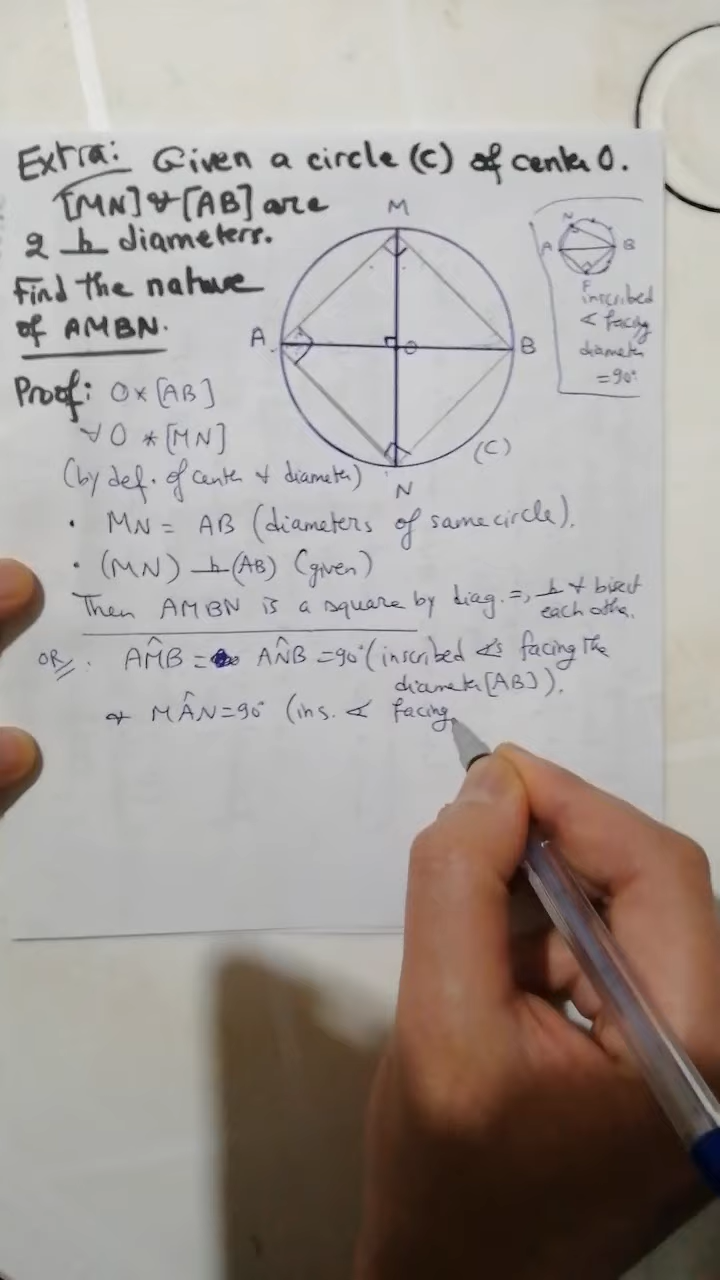 Extra: Given a circle (C) of center O.
[MN] & [AB] are
2 ⊥ diameters.
Find the nature
of AMBN.
M
A
B
O
N
(C)
N
A
B
F
inscribed
∢ facing
diameter
= 90°
Proof: O * [AB]
& O * [MN]
(by def. of center & diameter)
• MN = AB (diameters of same circle).
• (MN) ⊥ (AB) (given)
Then AMBN is a square by diag. =, ⊥ & bisect
each other.
OR // . AM̂B = AN̂B = 90° (inscribed ∢s facing the
diameter [AB]).
& MÂN = 90° (ins. ∢ facing